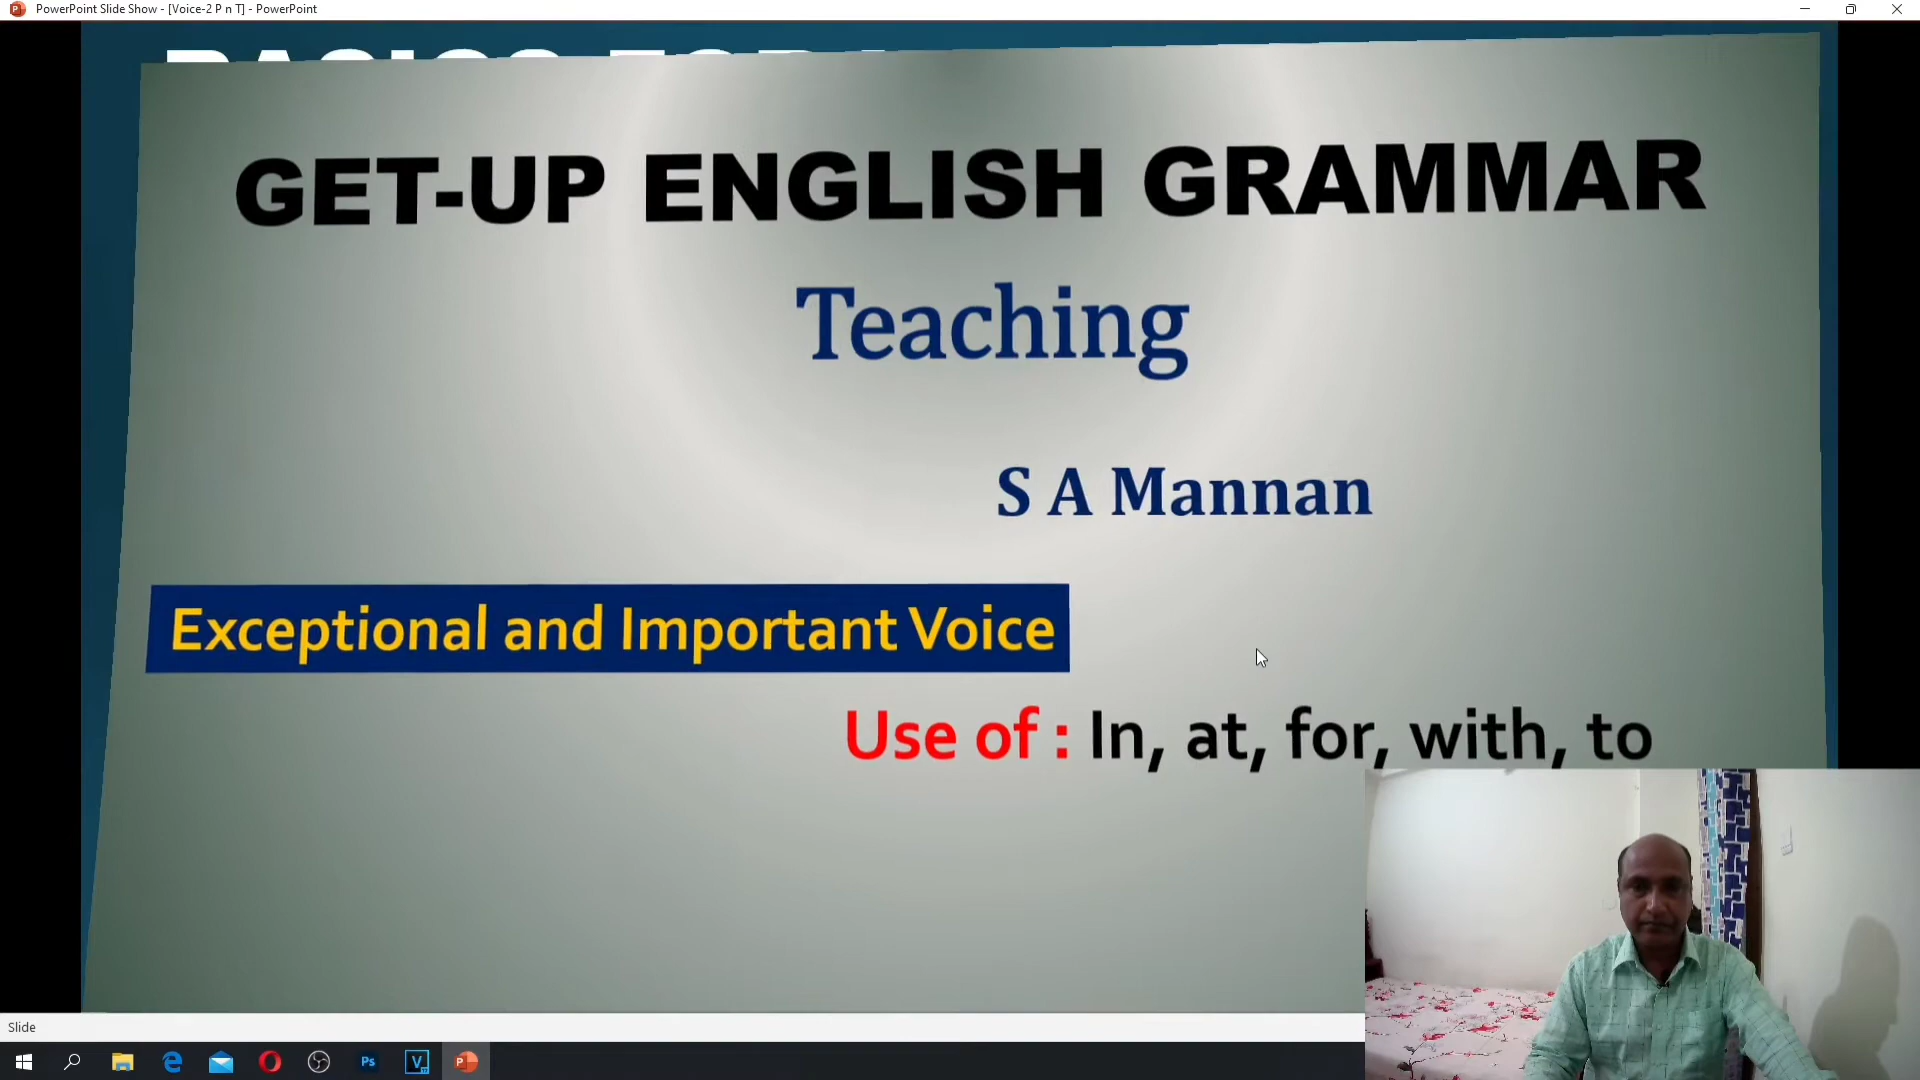 PowerPoint Slide Show - [Voice-2 P n T] - PowerPoint
GET-UP ENGLISH GRAMMAR
Teaching
S A Mannan
Exceptional and Important Voice
Use of : In, at, for, with, to
Slide
Ps
V